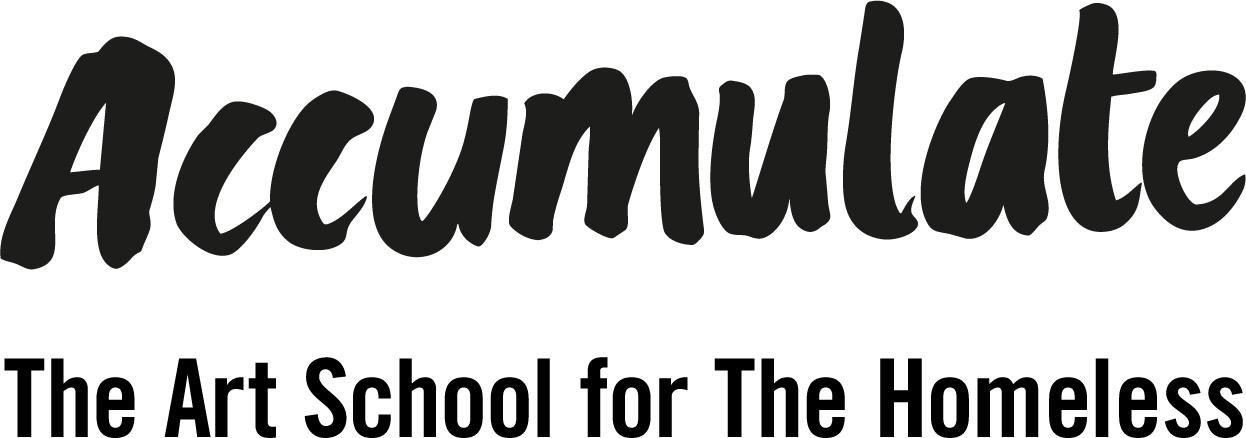 Accumulate
The Art School for The Homeless